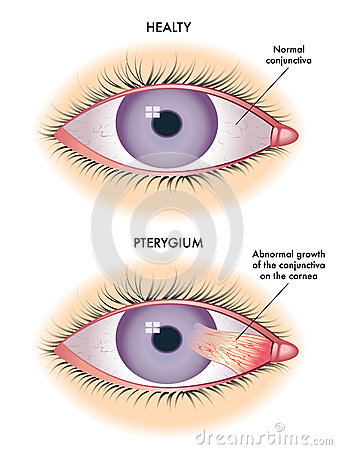 HEALTY
Normal
conjunctiva
PTERYGIUM
Abnormal growth
of the conjunctiva
on the cornea
dreamstime.com